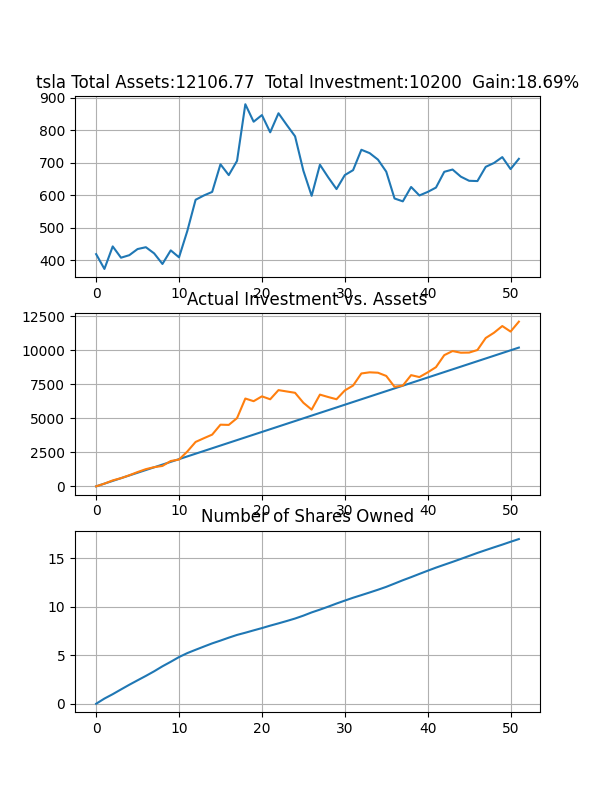 tsla Total Assets:12106.77  Total Investment:10200  Gain:18.69%
900
800
700
600
500
400
0 10 20 30 40 50
Actual Investment vs. Assets
12500
10000
7500
5000
2500
0
0 10 20 30 40 50
Number of Shares Owned
15
10
5
0
0 10 20 30 40 50